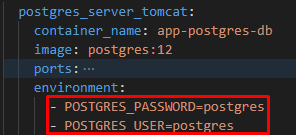 postgres_server_tomcat:
container_name: app-postgres-db
image: postgres:12
ports: ...
environment:
- POSTGRES_PASSWORD=postgres
- POSTGRES_USER=postgres